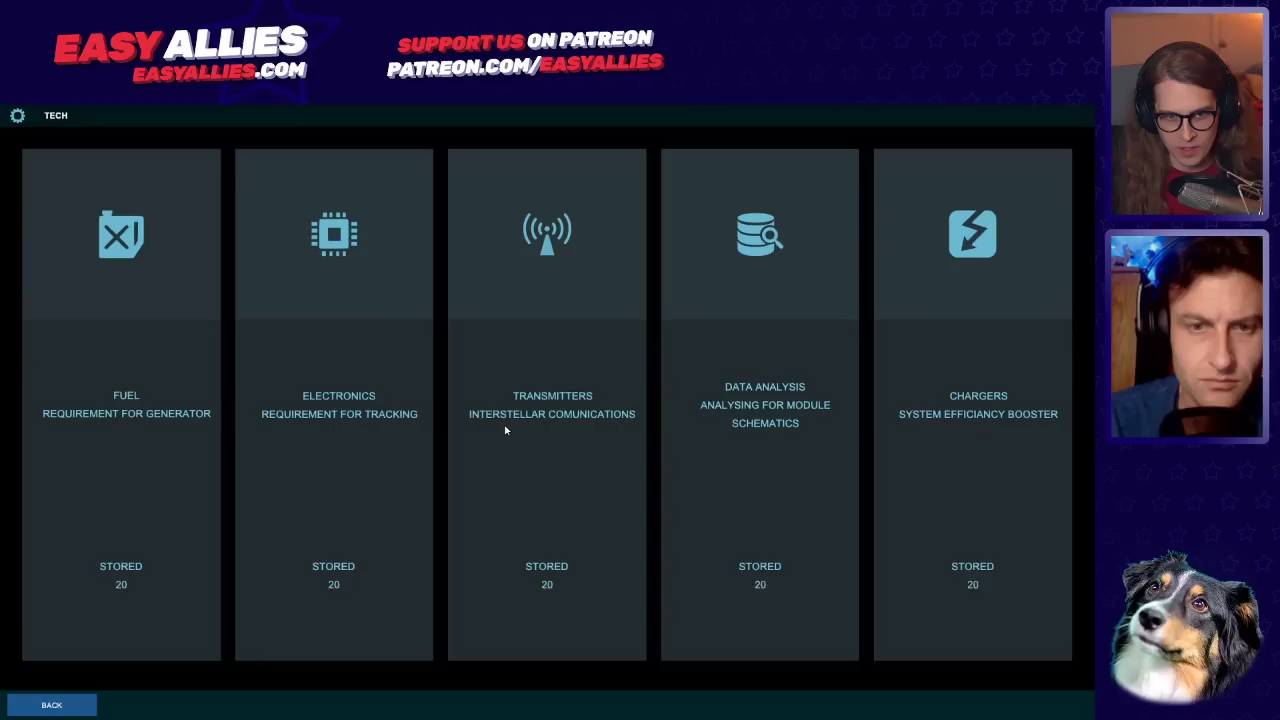 EASY ALLIES
EASYALLIES.COM
SUPPORT US ON PATREON
PATREON.COM/EASYALLIES
TECH
FUEL
REQUIREMENT FOR GENERATOR
STORED
20
ELECTRONICS
REQUIREMENT FOR TRACKING
STORED
20
TRANSMITTERS
INTERSTELLAR COMUNICATIONS
STORED
20
DATA ANALYSIS
ANALYSING FOR MODULE
SCHEMATICS
STORED
20
CHARGERS
SYSTEM EFFICIANCY BOOSTER
STORED
20
BACK